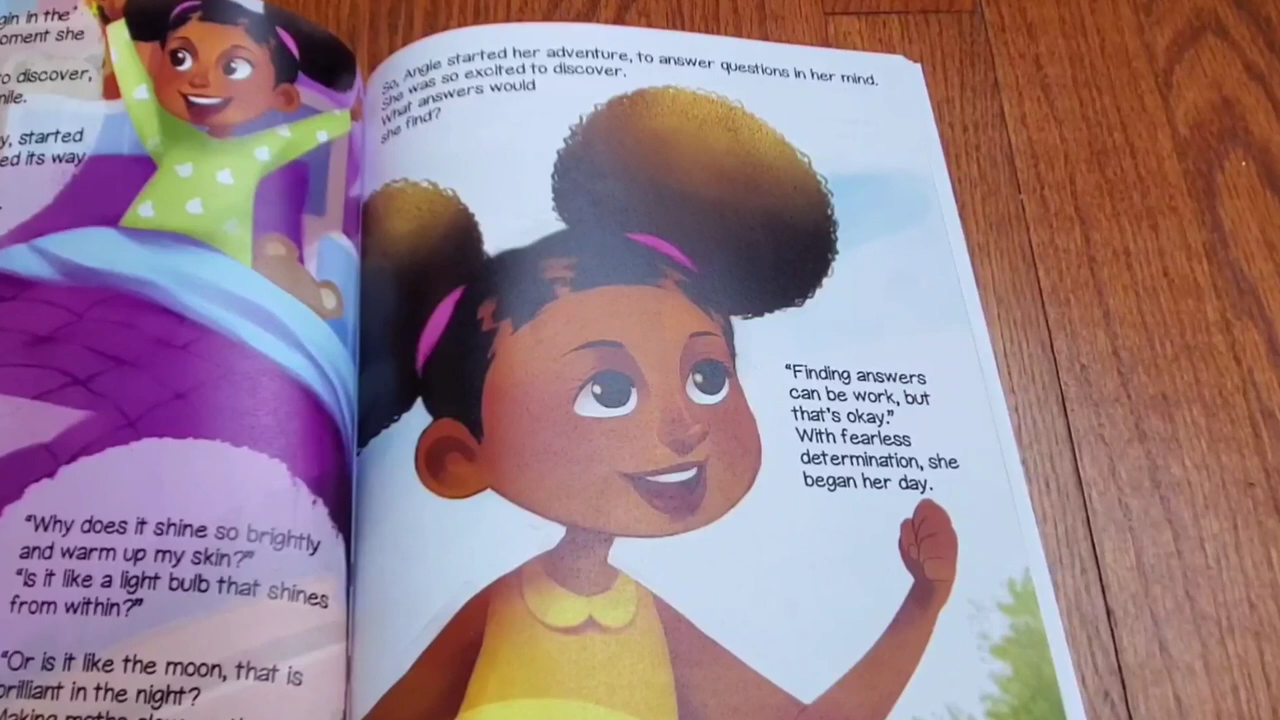 gin in the
oment she
o discover,
nile.
y, started
ed its way
"Why does it shine so brightly
and warm up my skin?"
"Is it like a light bulb that shines
from within?"
"Or is it like the moon, that is
brilliant in the night?
So, Angie started her adventure, to answer questions in her mind.
She was so excited to discover,
What answers would
she find?
"Finding answers
can be work, but
that's okay."
With fearless
determination, she
began her day.